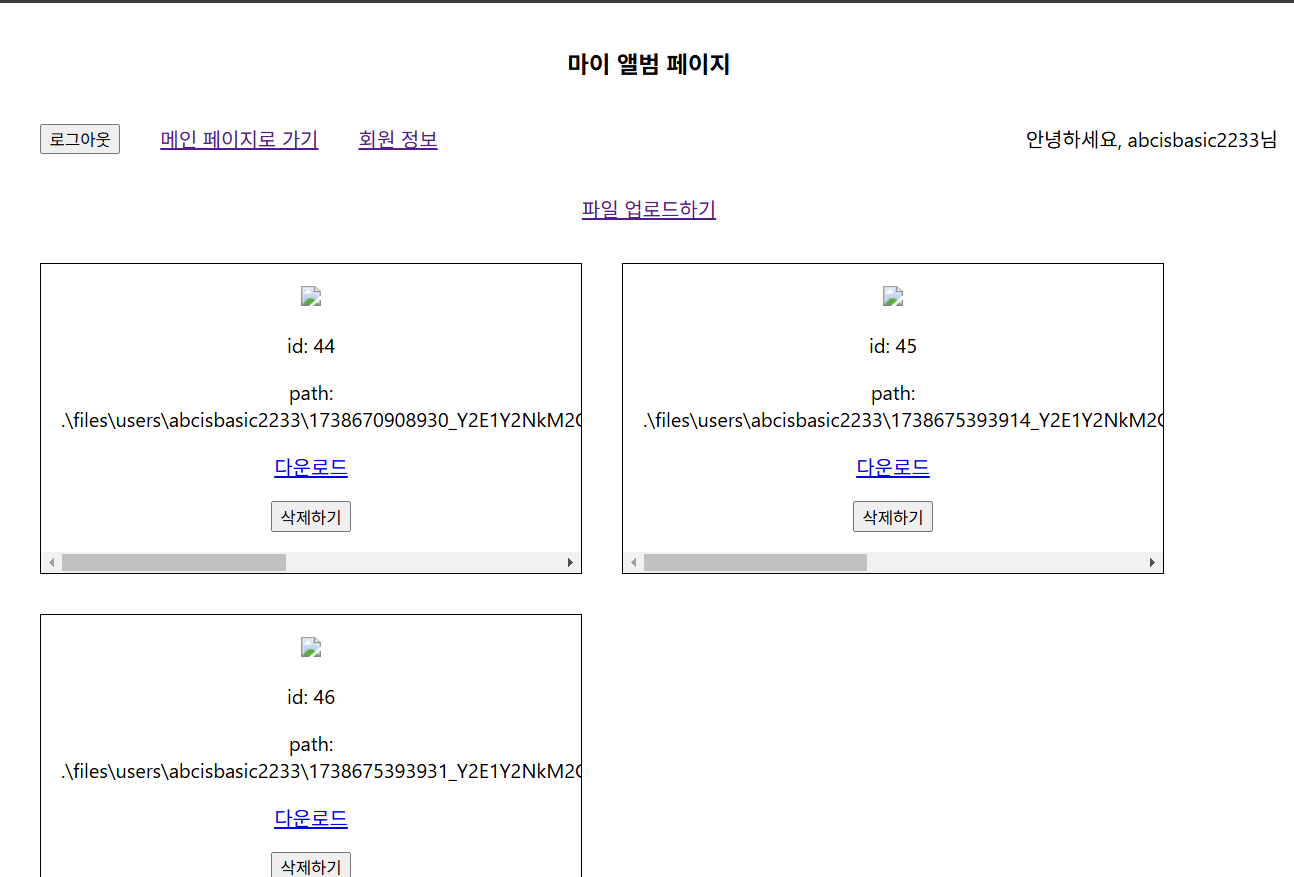 마이 앨범 페이지
로그아웃 메인 페이지로 가기 회원 정보 안녕하세요, abcisbasic2233님
파일 업로드하기
id: 44
path:
.\files\users\abcisbasic2233\1738670908930_Y2E1Y2NkM2
다운로드
삭제하기
id: 45
path:
.\files\users\abcisbasic2233\1738675393914_Y2E1Y2NkM2
다운로드
삭제하기
id: 46
path:
.\files\users\abcisbasic2233\1738675393931_Y2E1Y2NkM2
다운로드
삭제하기